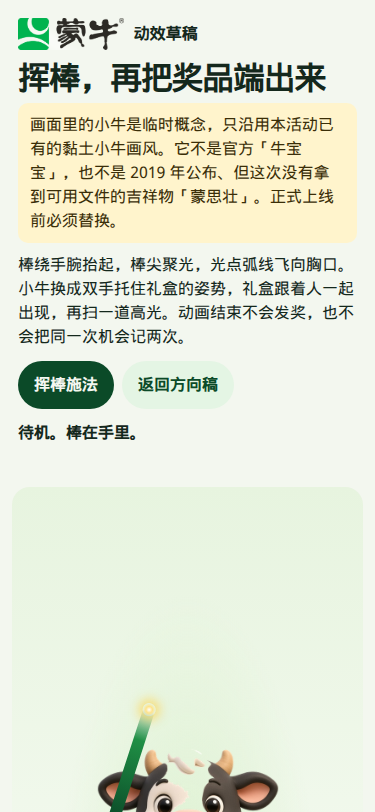 蒙牛® 动效草稿
挥棒，再把奖品端出来
画面里的小牛是临时概念，只沿用本活动已
有的黏土小牛画风。它不是官方「牛宝
宝」，也不是 2019 年公布、但这次没有拿
到可用文件的吉祥物「蒙思壮」。正式上线
前必须替换。
棒绕手腕抬起，棒尖聚光，光点弧线飞向胸口。
小牛换成双手托住礼盒的姿势，礼盒跟着人一起
出现，再扫一道高光。动画结束不会发奖，也不
会把同一次机会记两次。
挥棒施法 返回方向稿
待机。棒在手里。